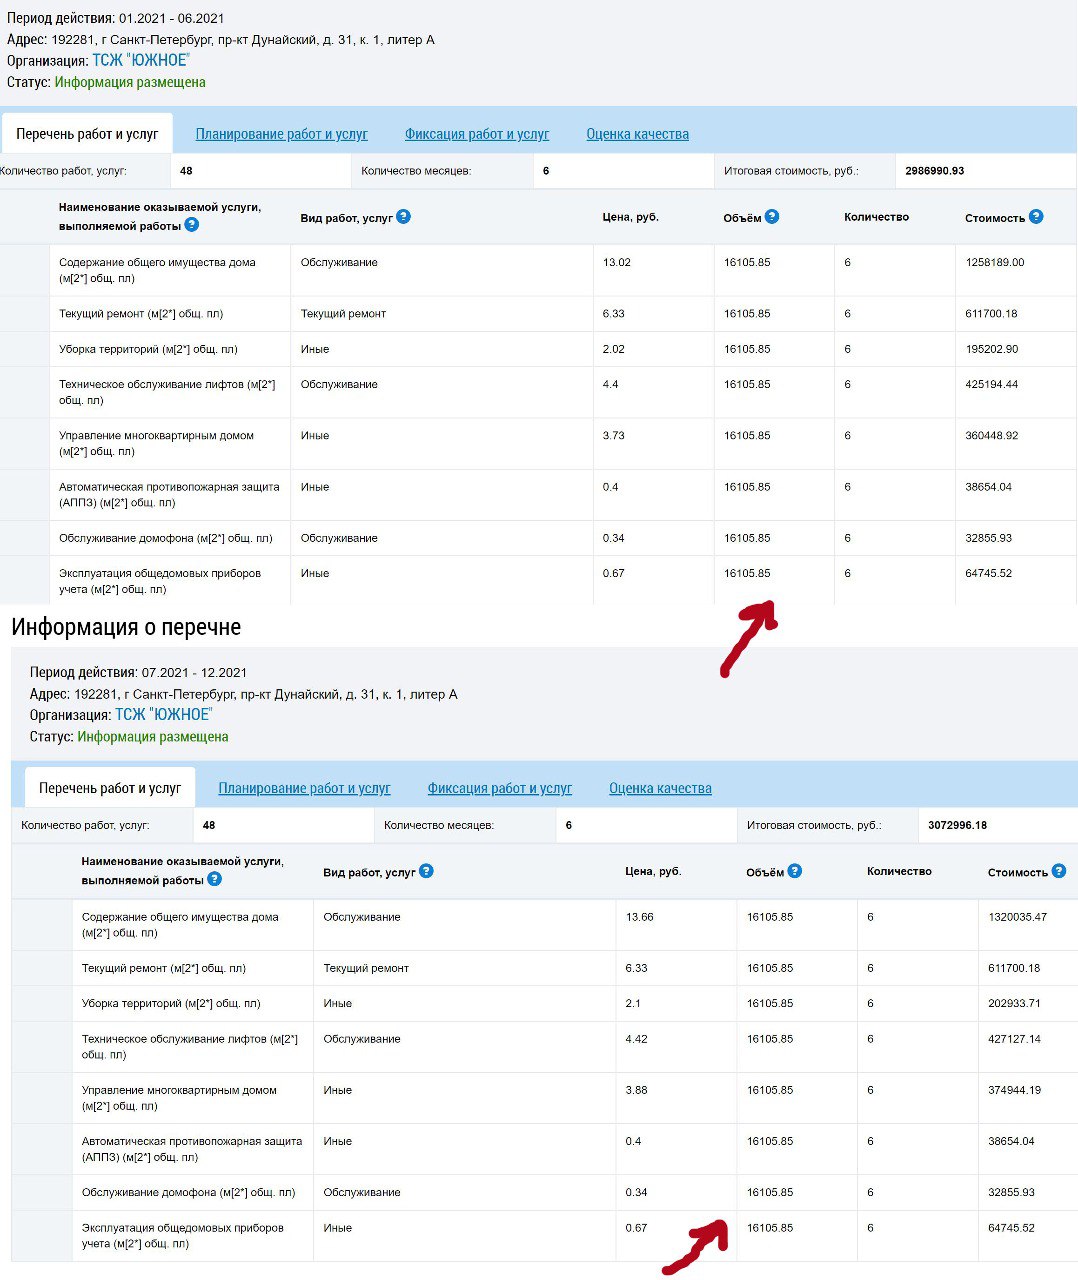 Период действия: 01.2021 - 06.2021
Адрес: 192281, г Санкт-Петербург, пр-кт Дунайский, д. 31, к. 1, литер А
Организация: ТСЖ "ЮЖНОЕ"
Статус: Информация размещена
Перечень работ и услуг Планирование работ и услуг Фиксация работ и услуг Оценка качества
Количество работ, услуг: 48 Количество месяцев: 6 Итоговая стоимость, руб.: 2986990.93
Наименование оказываемой услуги,
выполняемой работы ? Вид работ, услуг ? Цена, руб. Объём ? Количество Стоимость ?
Содержание общего имущества дома Обслуживание 13.02 16105.85 6 1258189.00
(м[2*] общ. пл)
Текущий ремонт (м[2*] общ. пл) Текущий ремонт 6.33 16105.85 6 611700.18
Уборка территорий (м[2*] общ. пл) Иные 2.02 16105.85 6 195202.90
Техническое обслуживание лифтов (м[2*] Обслуживание 4.4 16105.85 6 425194.44
общ. пл)
Управление многоквартирным домом Иные 3.73 16105.85 6 360448.92
(м[2*] общ. пл)
Автоматическая противопожарная защита Иные 0.4 16105.85 6 38654.04
(АППЗ) (м[2*] общ. пл)
Обслуживание домофона (м[2*] общ. пл) Обслуживание 0.34 16105.85 6 32855.93
Эксплуатация общедомовых приборов Иные 0.67 16105.85 6 64745.52
учета (м[2*] общ. пл)
Информация о перечне
Период действия: 07.2021 - 12.2021
Адрес: 192281, г Санкт-Петербург, пр-кт Дунайский, д. 31, к. 1, литер А
Организация: ТСЖ "ЮЖНОЕ"
Статус: Информация размещена
Перечень работ и услуг Планирование работ и услуг Фиксация работ и услуг Оценка качества
Количество работ, услуг: 48 Количество месяцев: 6 Итоговая стоимость, руб.: 3072996.18
Наименование оказываемой услуги,
выполняемой работы ? Вид работ, услуг ? Цена, руб. Объём ? Количество Стоимость ?
Содержание общего имущества дома Обслуживание 13.66 16105.85 6 1320035.47
(м[2*] общ. пл)
Текущий ремонт (м[2*] общ. пл) Текущий ремонт 6.33 16105.85 6 611700.18
Уборка территорий (м[2*] общ. пл) Иные 2.1 16105.85 6 202933.71
Техническое обслуживание лифтов (м[2*] Обслуживание 4.42 16105.85 6 427127.14
общ. пл)
Управление многоквартирным домом Иные 3.88 16105.85 6 374944.19
(м[2*] общ. пл)
Автоматическая противопожарная защита Иные 0.4 16105.85 6 38654.04
(АППЗ) (м[2*] общ. пл)
Обслуживание домофона (м[2*] общ. пл) Обслуживание 0.34 16105.85 6 32855.93
Эксплуатация общедомовых приборов Иные 0.67 16105.85 6 64745.52
учета (м[2*] общ. пл)